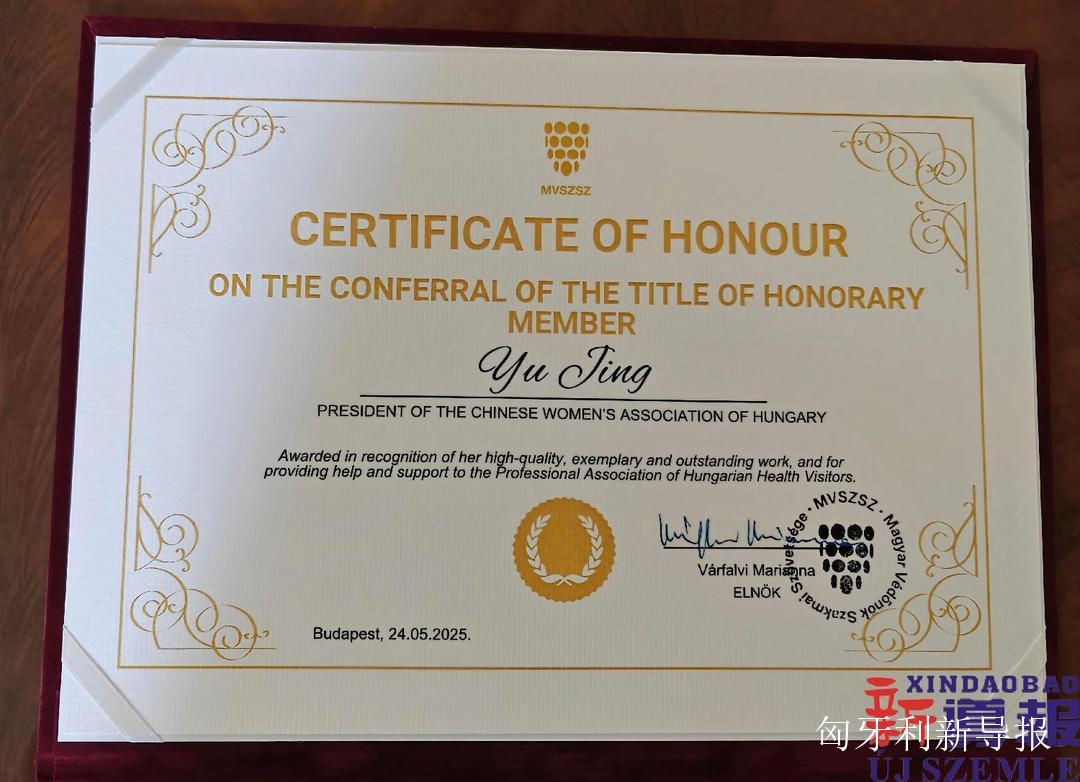 MVSZSZ
CERTIFICATE OF HONOUR
ON THE CONFERRAL OF THE TITLE OF HONORARY
MEMBER
Yu Jing
PRESIDENT OF THE CHINESE WOMEN'S ASSOCIATION OF HUNGARY
Awarded in recognition of her high-quality, exemplary and outstanding work, and for
providing help and support to the Professional Association of Hungarian Health Visitors.
Várfalvi Marianna
ELNÖK
MVSZSZ · Magyar Védőnők Szakmai Szövetsége ·
Budapest, 24.05.2025.
XINDAOBAO
新導报
匈牙利新导报
ÚJ SZEMLE